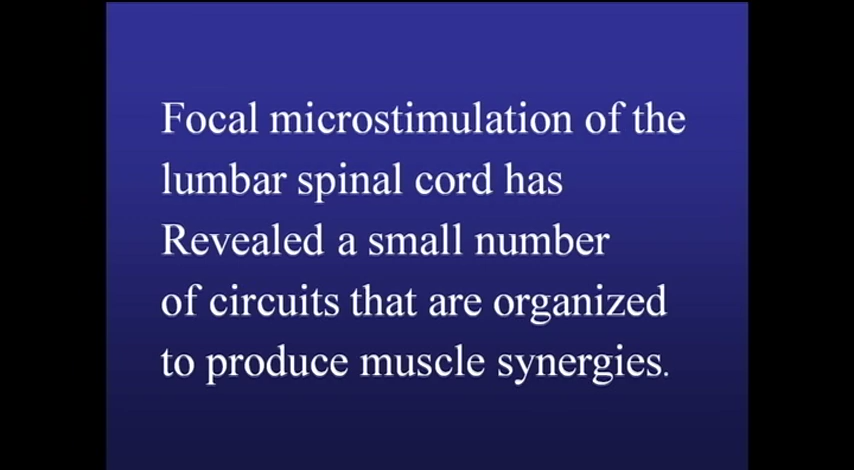 Focal microstimulation of the
lumbar spinal cord has
Revealed a small number
of circuits that are organized
to produce muscle synergies.